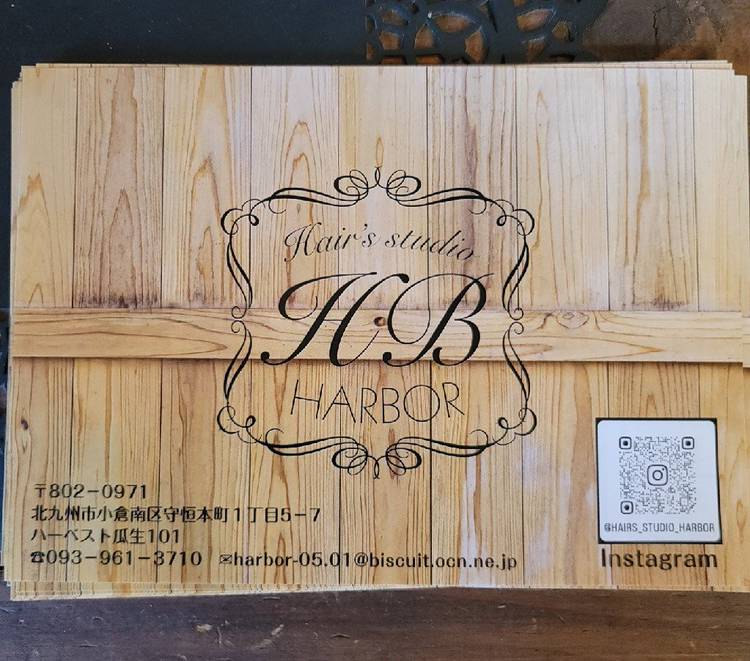 Hair's studio
H・B
HARBOR
〒802-0971
北九州市小倉南区守恒本町1丁目5-7
ハーベスト瓜生101
☎093-961-3710 ✉harbor-05.01@biscuit.ocn.ne.jp
@HAIRS_STUDIO_HARBOR
Instagram